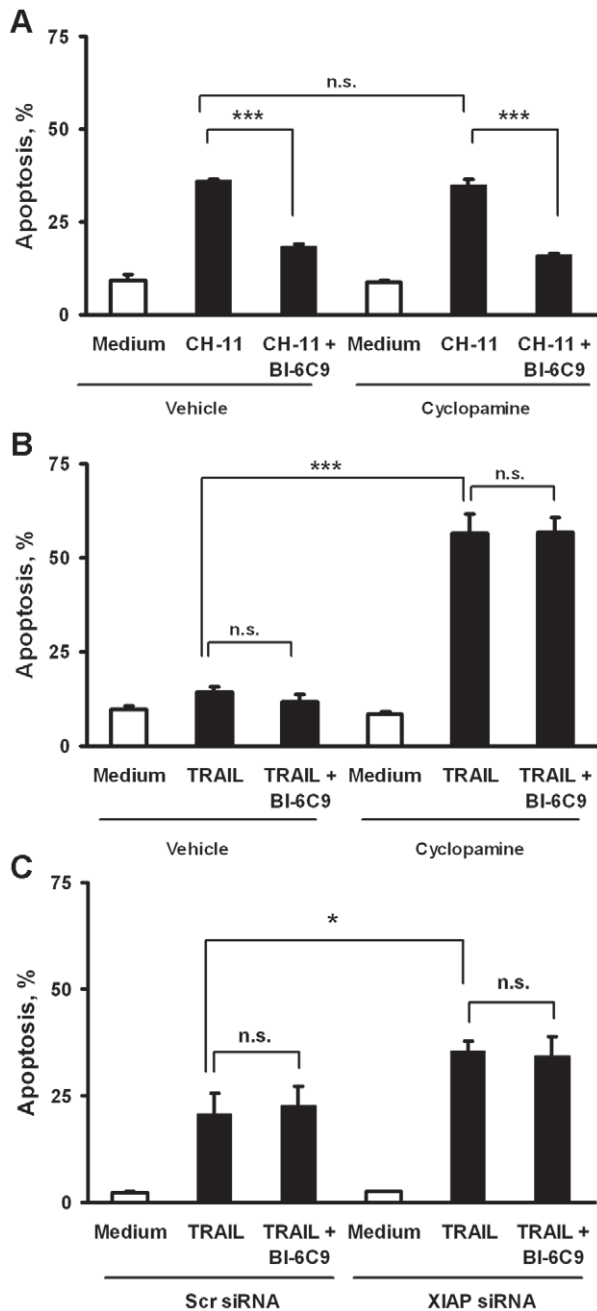 A
75
n.s.
*** ***
50
Apoptosis, %
25
0
Medium CH-11 CH-11 + Medium CH-11 CH-11 +
BI-6C9 BI-6C9
Vehicle Cyclopamine
B
75
***
n.s.
50
Apoptosis, %
25
n.s.
0
Medium TRAIL TRAIL + Medium TRAIL TRAIL +
BI-6C9 BI-6C9
Vehicle Cyclopamine
C
75
*
n.s.
50
Apoptosis, %
n.s.
25
0
Medium TRAIL TRAIL + Medium TRAIL TRAIL +
BI-6C9 BI-6C9
Scr siRNA XIAP siRNA